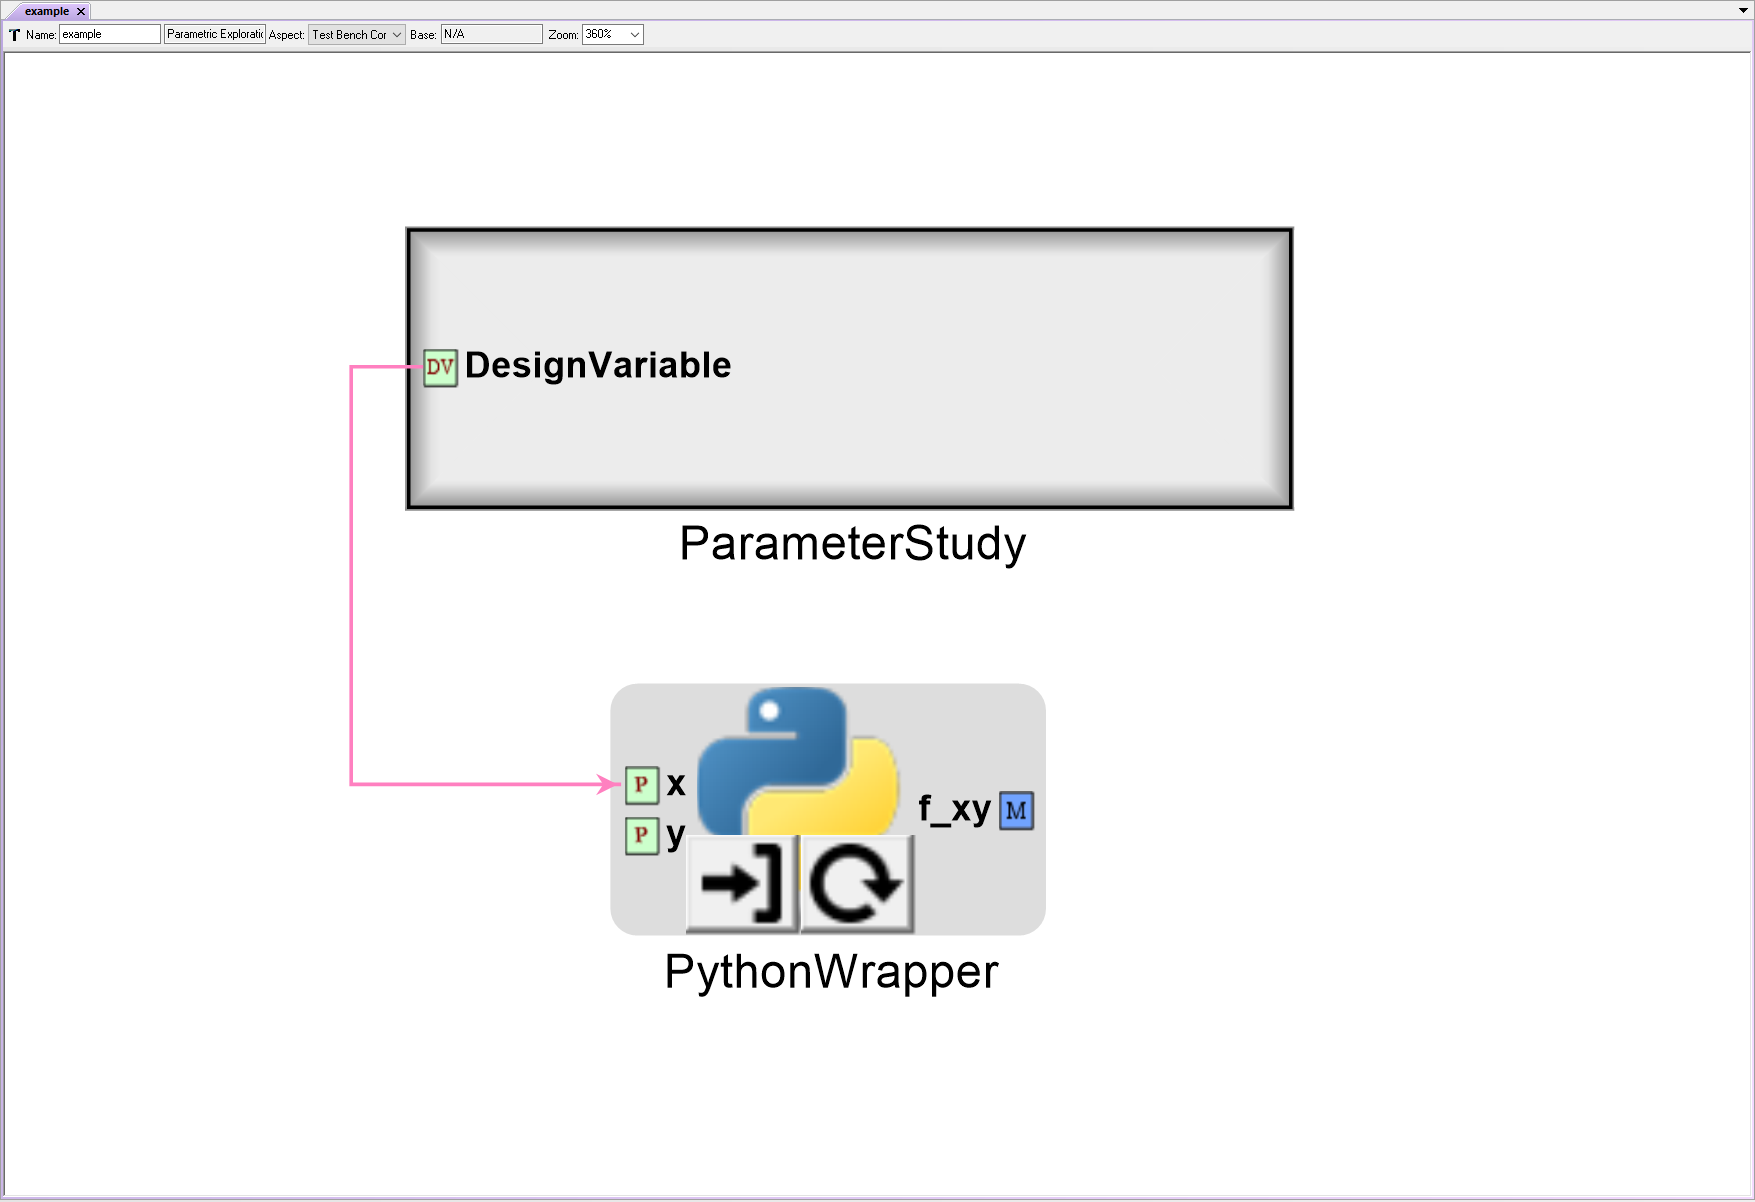 example
Name: example Parametric Exploratic Aspect: Test Bench Cor Base: N/A Zoom: 360%
DV DesignVariable
ParameterStudy
P x
P y
f_xy M
PythonWrapper